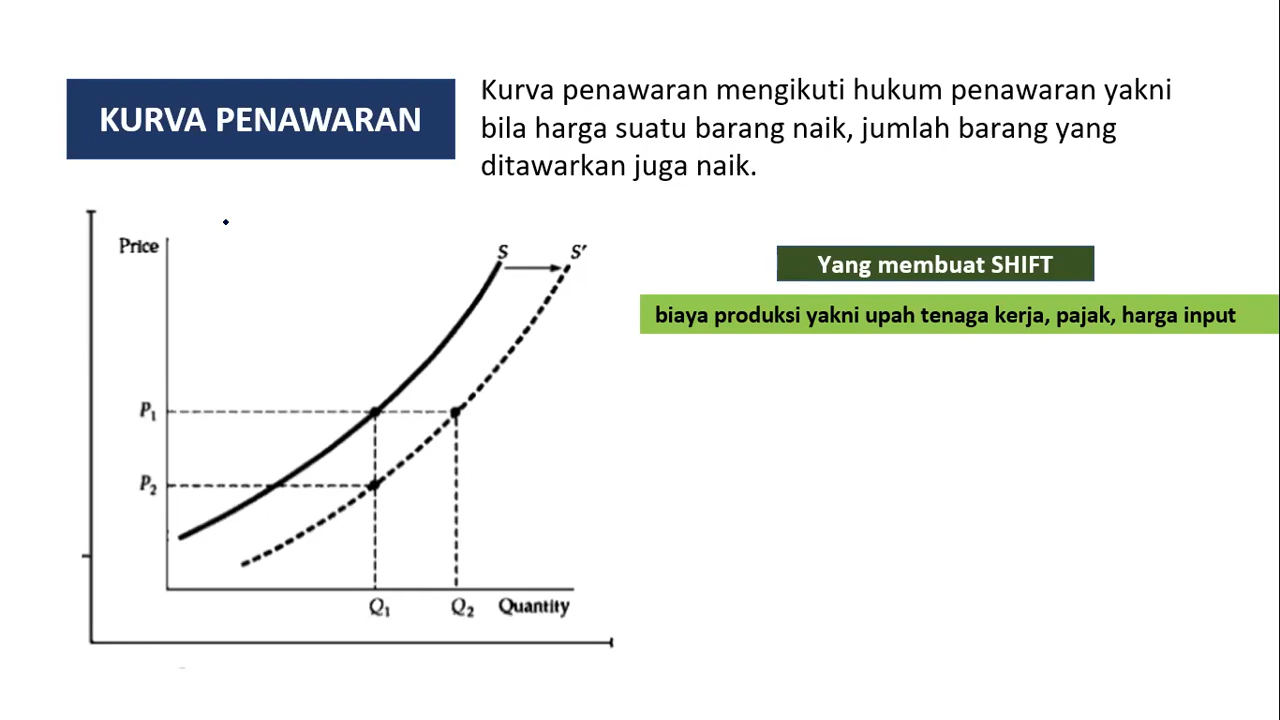 KURVA PENAWARAN
Kurva penawaran mengikuti hukum penawaran yakni
bila harga suatu barang naik, jumlah barang yang
ditawarkan juga naik.
Price
S
S'
Yang membuat SHIFT
biaya produksi yakni upah tenaga kerja, pajak, harga input
P₁
P₂
Q₁
Q₂
Quantity